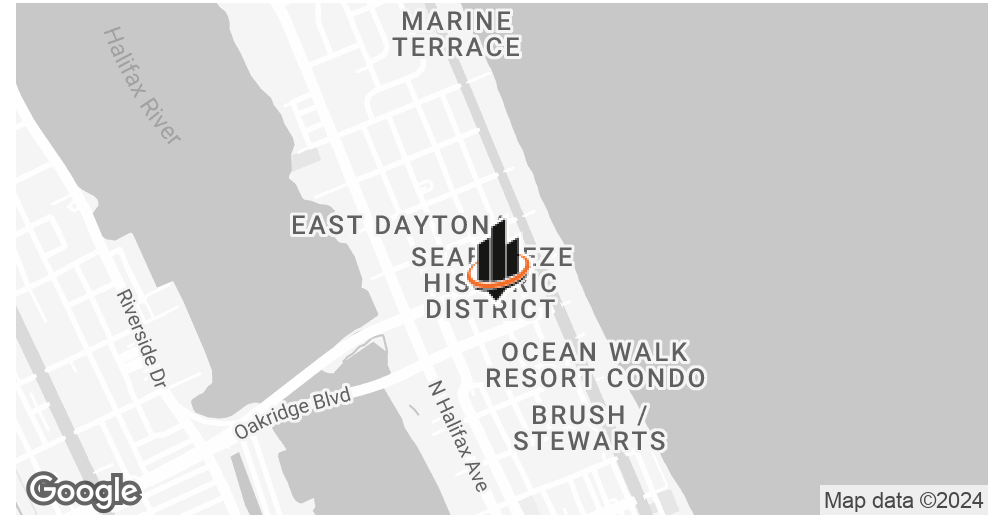 MARINE
TERRACE
Halifax River
EAST DAYTONA
HISTORIC
DISTRICT
Riverside Dr
OCEAN WALK
RESORT CONDO
Oakridge Blvd
N Halifax Ave
BRUSH /
STEWARTS
Google
Map data ©2024